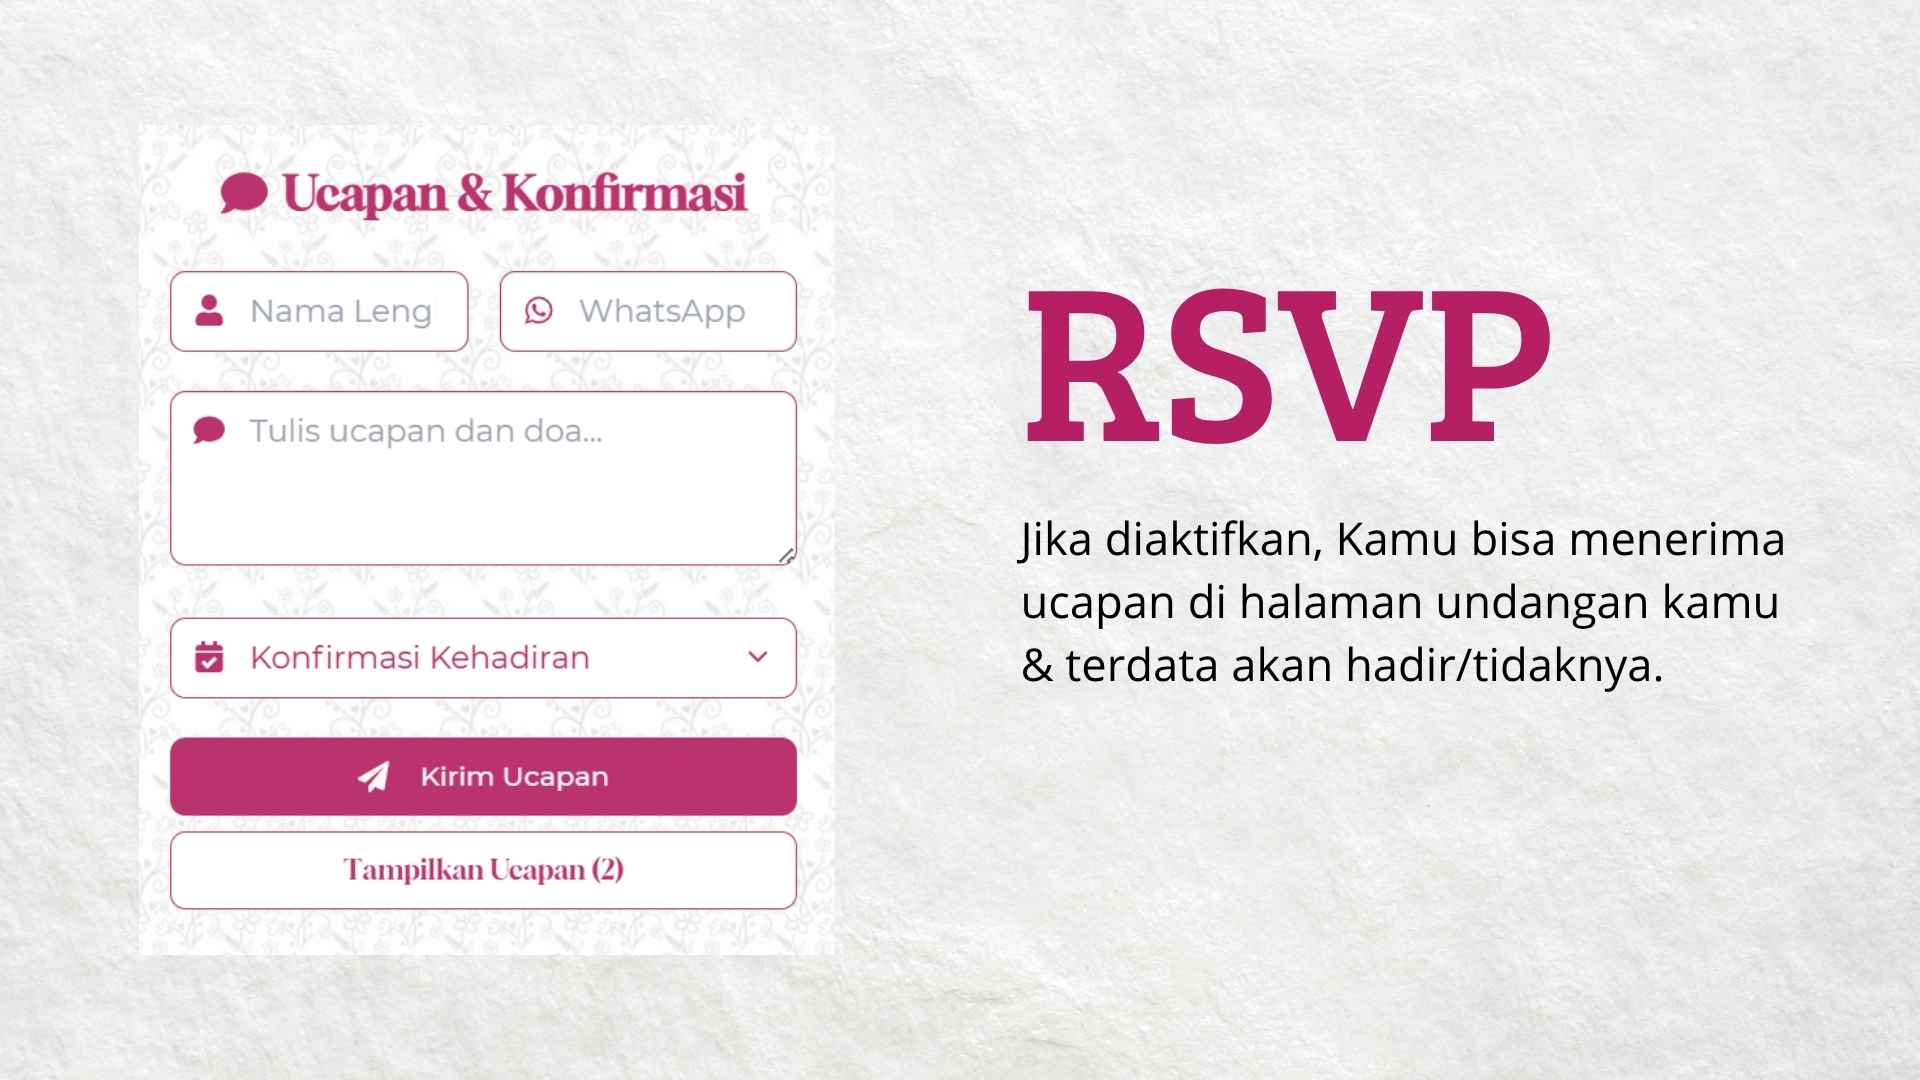 Ucapan & Konfirmasi
Nama Leng
WhatsApp
Tulis ucapan dan doa...
Konfirmasi Kehadiran
Kirim Ucapan
Tampilkan Ucapan (2)
RSVP
Jika diaktifkan, Kamu bisa menerima
ucapan di halaman undangan kamu
& terdata akan hadir/tidaknya.